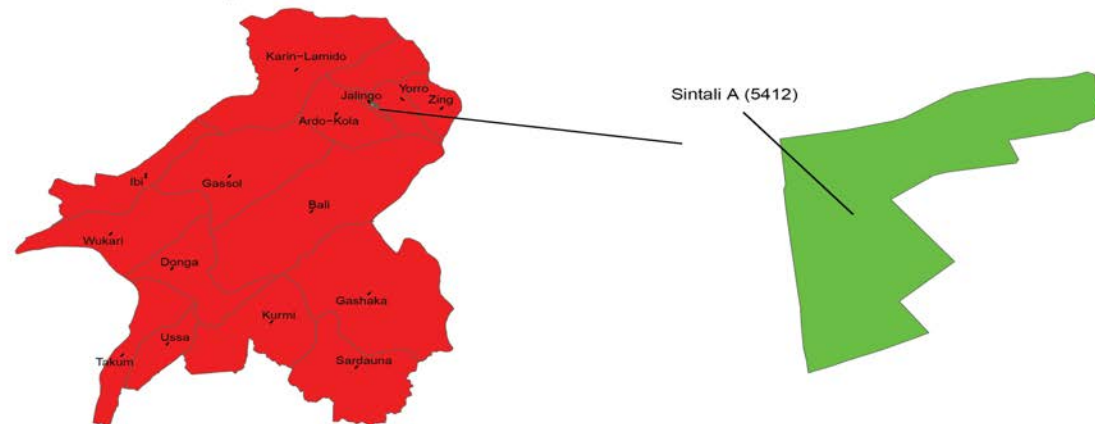 Karin-Lamido
Jalingo
Yorro
Zing
Ardo-Kola
Ibi
Gassol
Bali
Wukari
Donga
Gashaka
Kurmi
Ussa
Takum
Sardauna
Sintali A (5412)